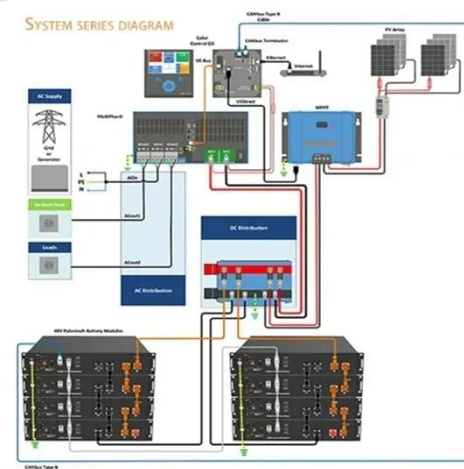 SYSTEM SERIES DIAGRAM
CANbus Type B
Cable
Color
Control GX
CANbus Terminator
PV Array
VE Bus
Ethernet
Internet
AC Supply
VE Direct
MPPT
MultiPlus-II
Grid
or
Generator
L
PE
N
ACin
ACout1
Loads
DC Distribution
ACout2
AC Distribution
48V Pylontech Battery Modules
CANbus Type B